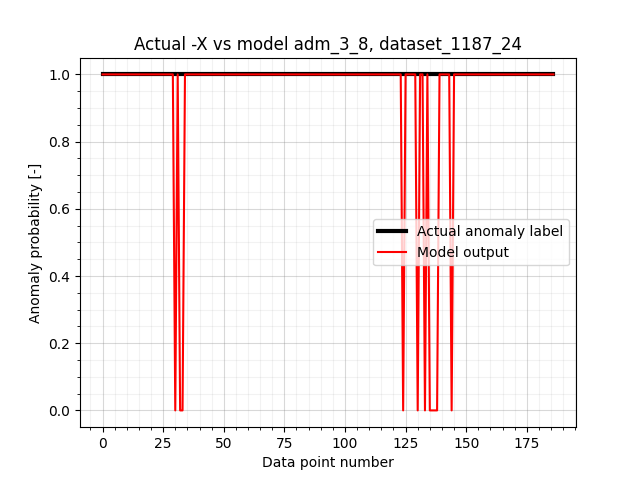 Actual -X vs model adm_3_8, dataset_1187_24
Anomaly probability [-]
1.0
0.8
0.6
0.4
0.2
0.0
Actual anomaly label
Model output
0 25 50 75 100 125 150 175
Data point number